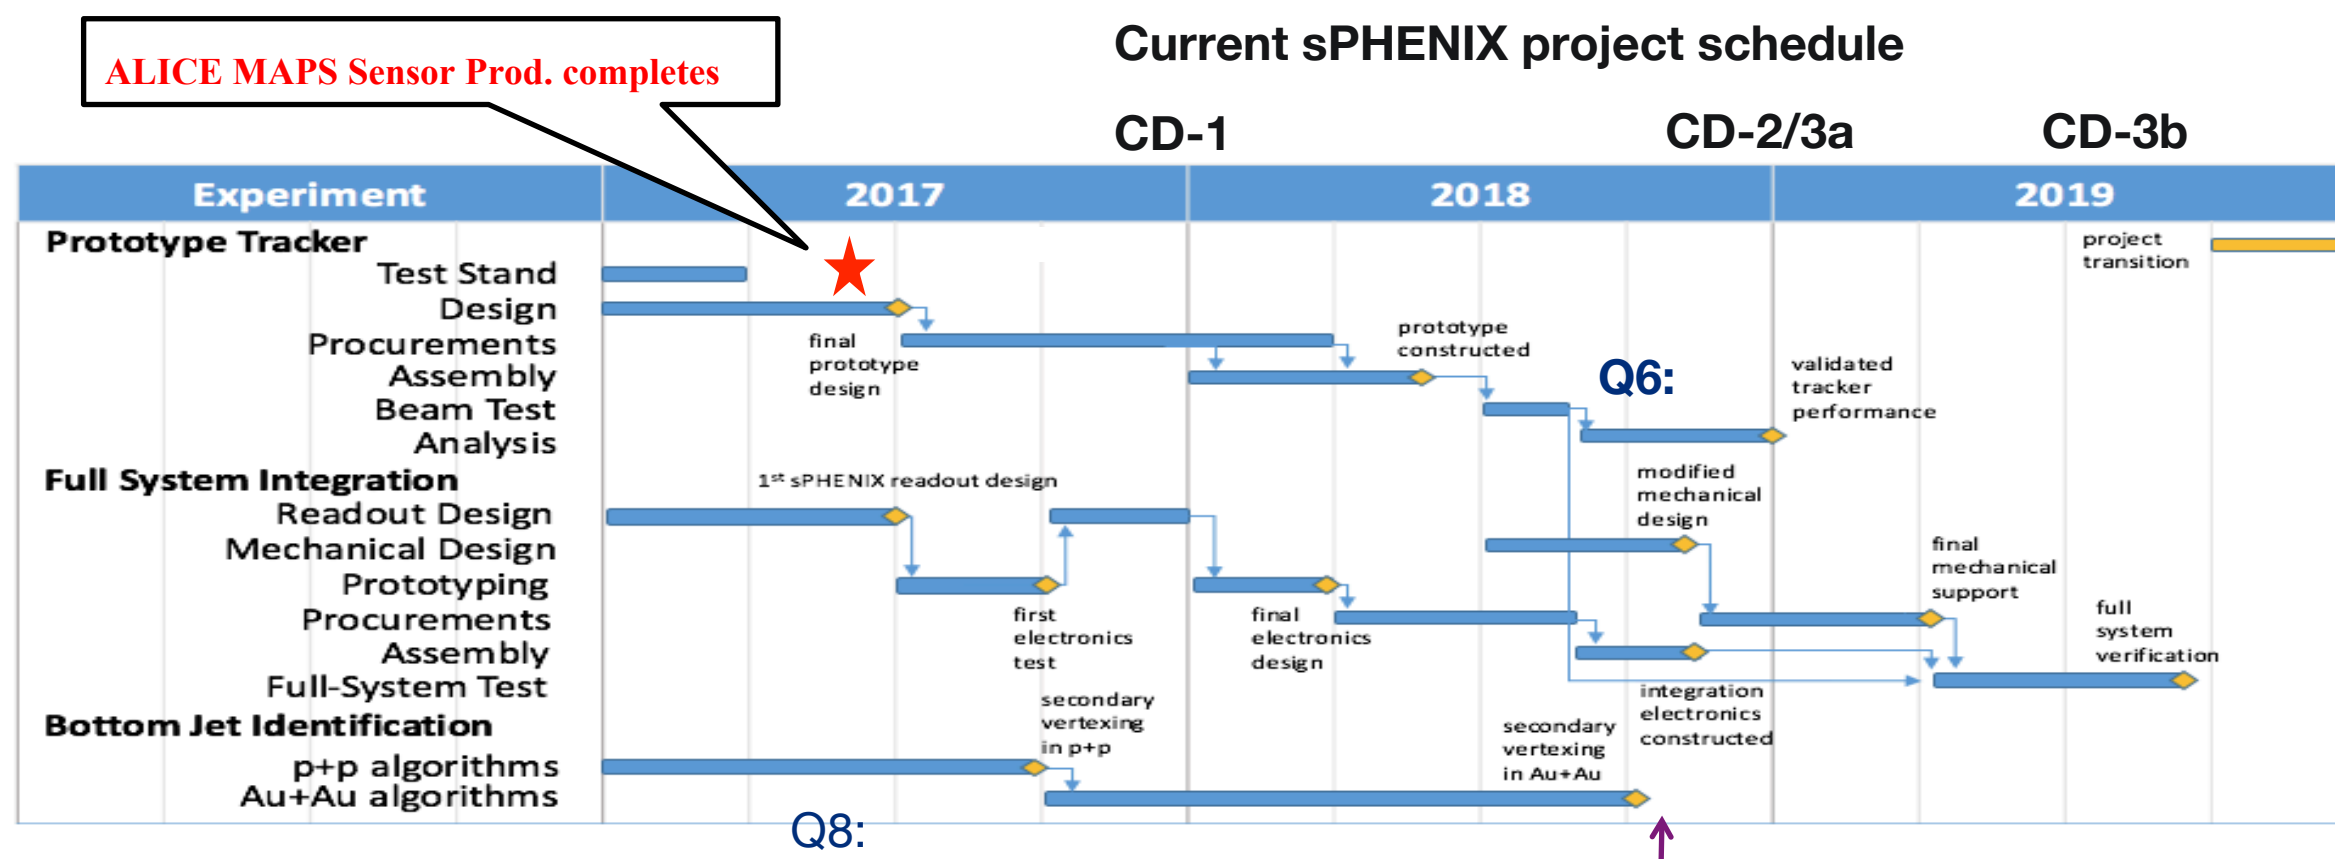 Current sPHENIX project schedule
ALICE MAPS Sensor Prod. completes
CD-1
CD-2/3a
CD-3b
Experiment
2017
2018
2019
Prototype Tracker
project
transition
Test Stand
Design
Procurements
final
prototype
design
prototype
constructed
Assembly
Q6:
validated
tracker
performance
Beam Test
Analysis
Full System Integration
1st sPHENIX readout design
modified
mechanical
design
Readout Design
Mechanical Design
final
mechanical
support
Prototyping
first
electronics
test
final
electronics
design
Procurements
full
system
verification
Assembly
Full-System Test
integration
electronics
constructed
Bottom Jet Identification
secondary
vertexing
in p+p
secondary
vertexing
in Au+Au
p+p algorithms
Au+Au algorithms
Q8: